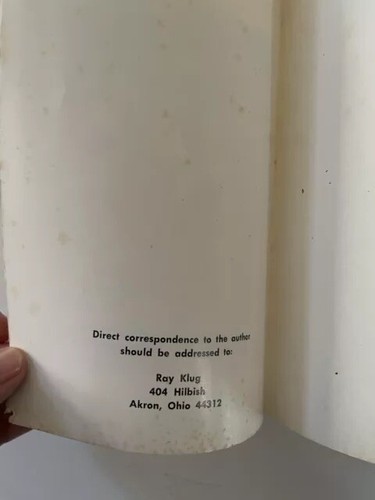 Direct correspondence to the author
should be addressed to:
Ray Klug
404 Hilbish
Akron, Ohio 44312